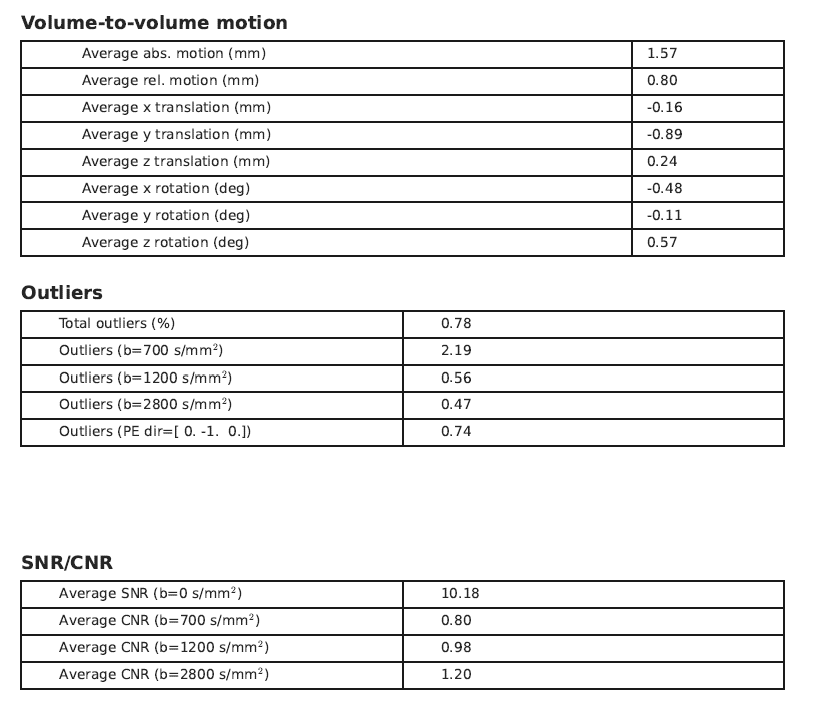 Volume-to-volume motion
Average abs. motion (mm) 1.57
Average rel. motion (mm) 0.80
Average x translation (mm) -0.16
Average y translation (mm) -0.89
Average z translation (mm) 0.24
Average x rotation (deg) -0.48
Average y rotation (deg) -0.11
Average z rotation (deg) 0.57
Outliers
Total outliers (%) 0.78
Outliers (b=700 s/mm²) 2.19
Outliers (b=1200 s/mm²) 0.56
Outliers (b=2800 s/mm²) 0.47
Outliers (PE dir=[ 0. -1.  0.]) 0.74
SNR/CNR
Average SNR (b=0 s/mm²) 10.18
Average CNR (b=700 s/mm²) 0.80
Average CNR (b=1200 s/mm²) 0.98
Average CNR (b=2800 s/mm²) 1.20